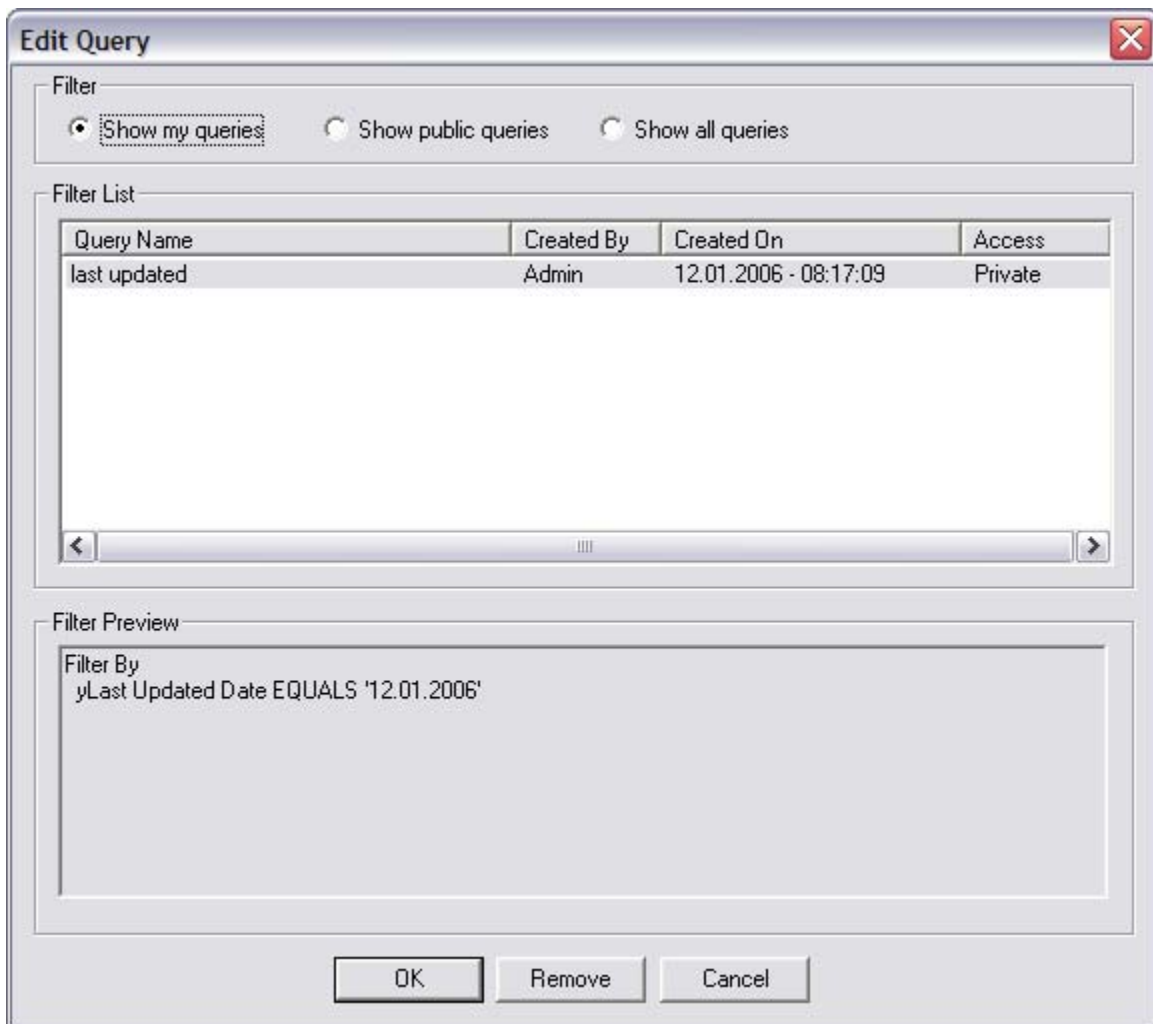 Edit Query
Filter
Show my queries Show public queries Show all queries
Filter List
Query Name Created By Created On Access
last updated Admin 12.01.2006 - 08:17:09 Private
Filter Preview
Filter By
yLast Updated Date EQUALS '12.01.2006'
OK Remove Cancel